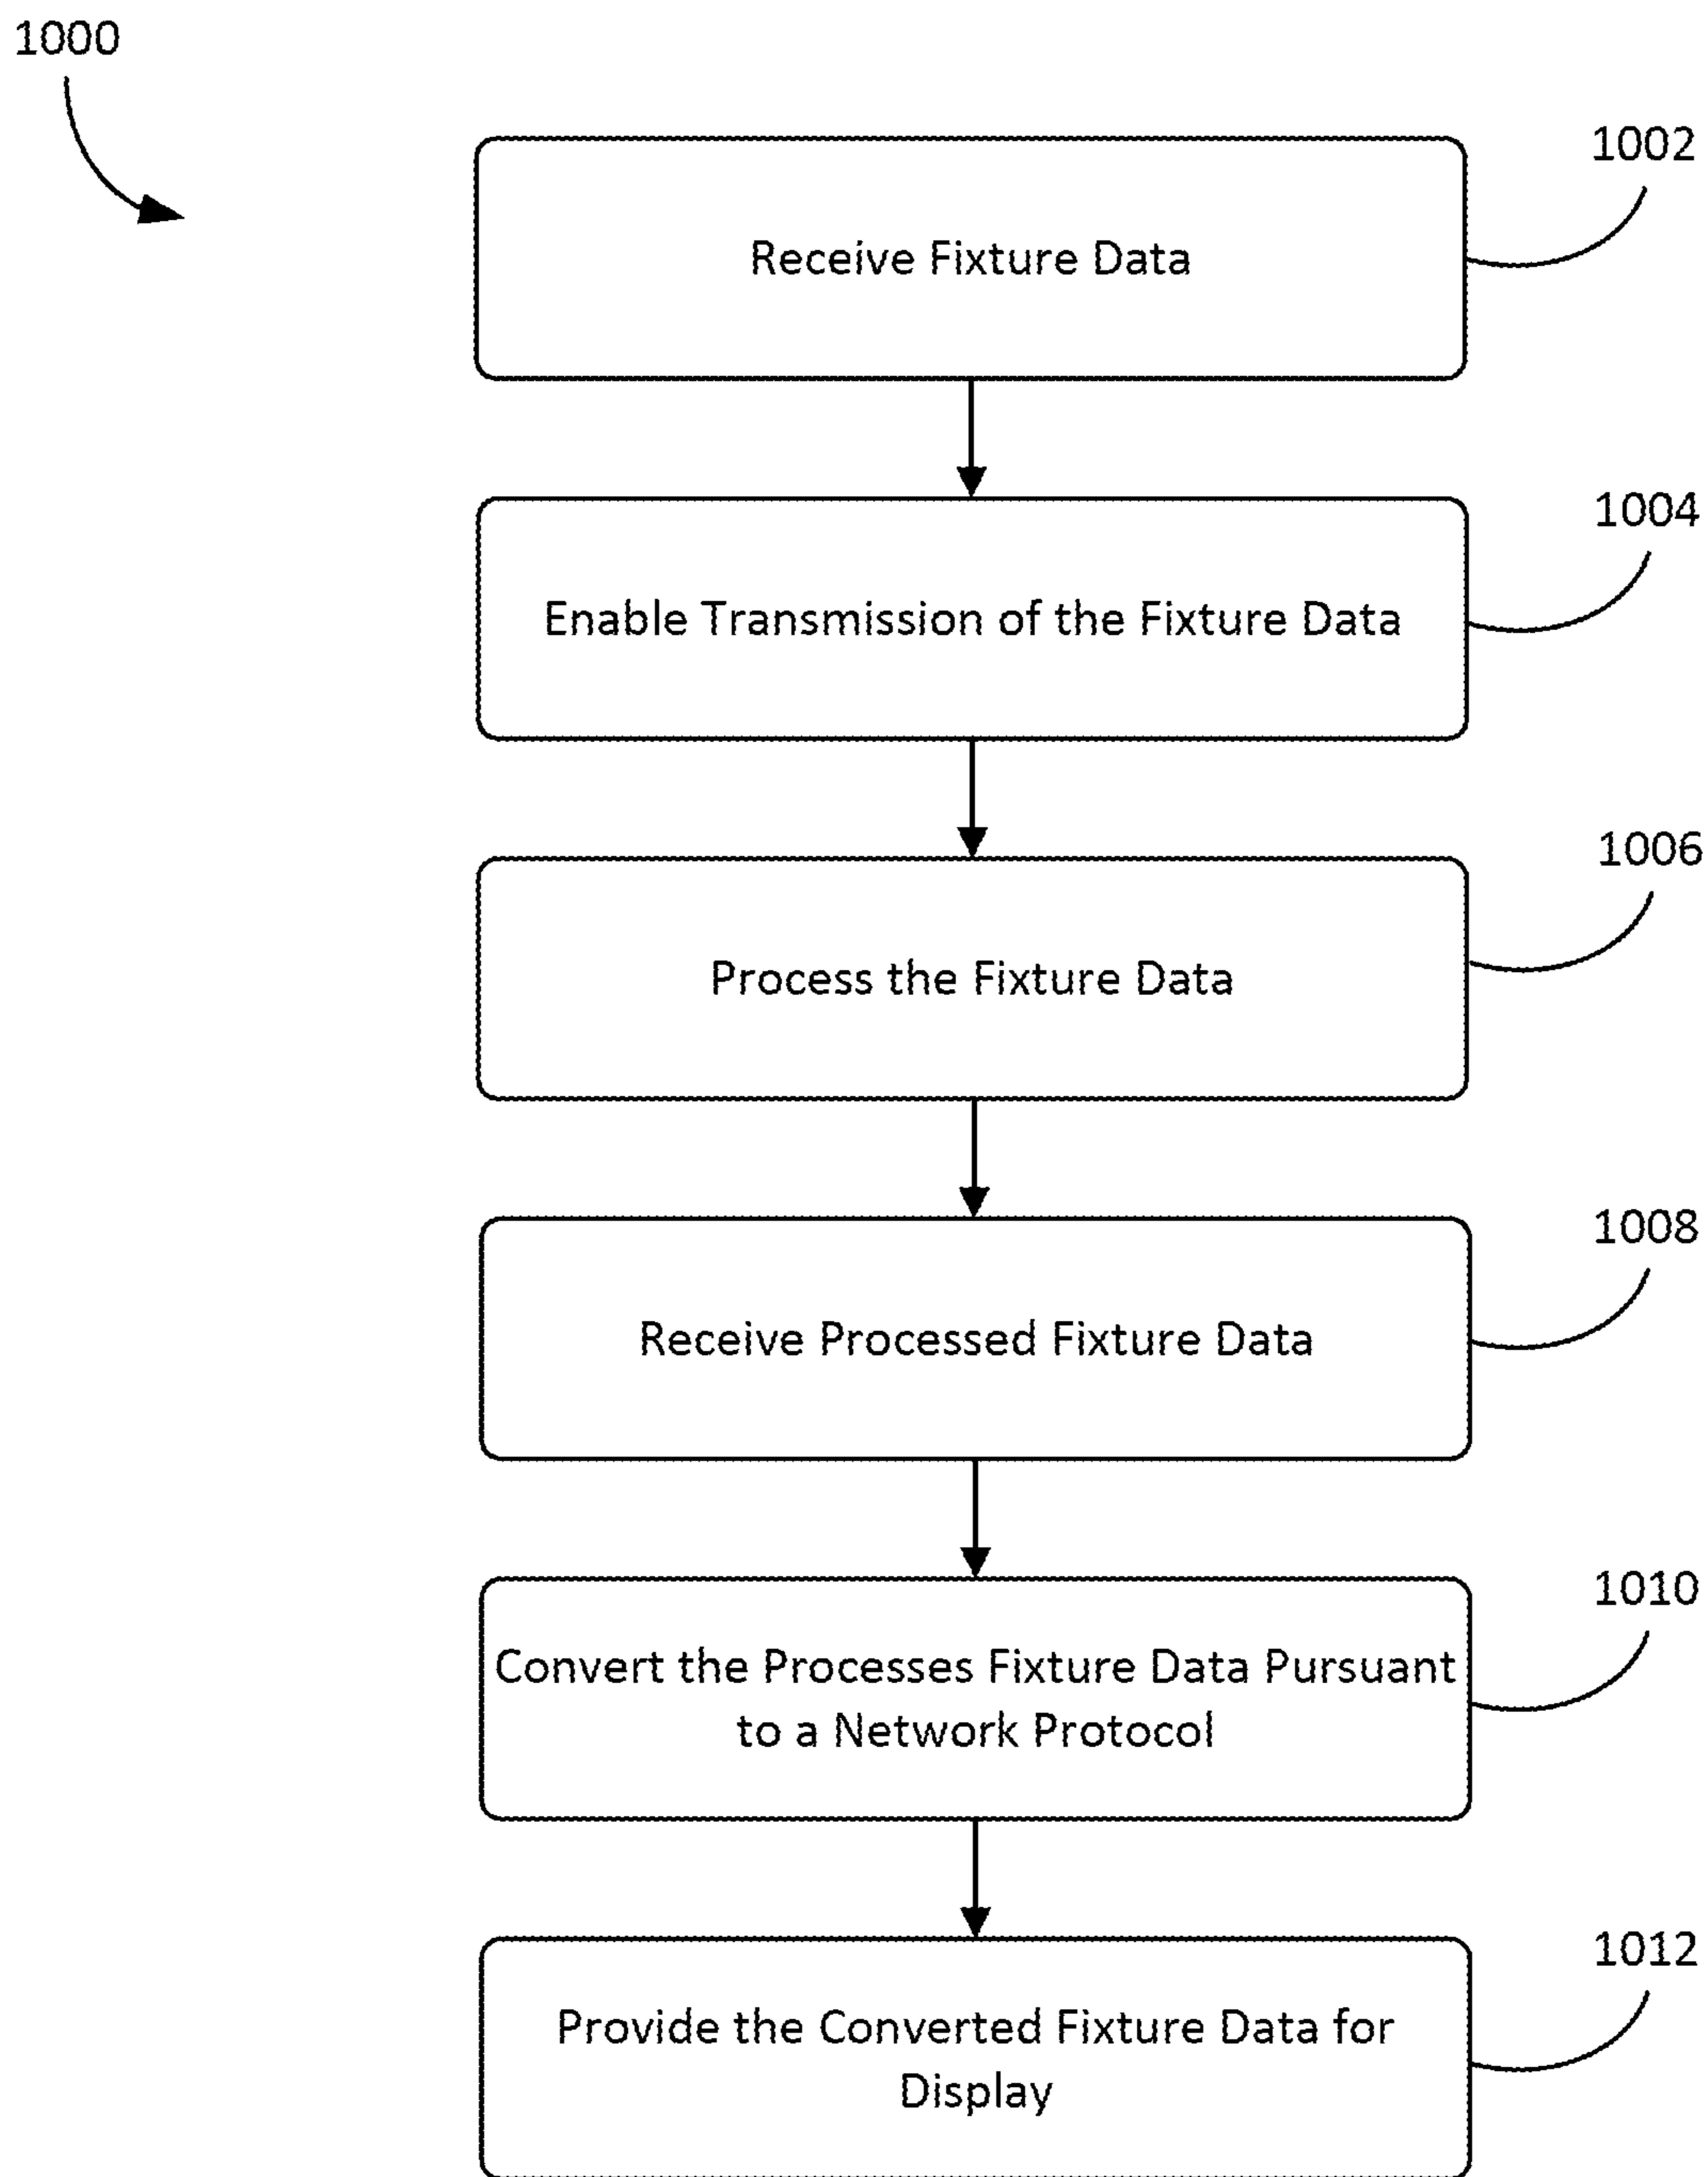 1000
1002
Receive Fixture Data
1004
Enable Transmission of the Fixture Data
1006
Process the Fixture Data
1008
Receive Processed Fixture Data
1010
Convert the Processes Fixture Data Pursuant
to a Network Protocol
1012
Provide the Converted Fixture Data for
Display